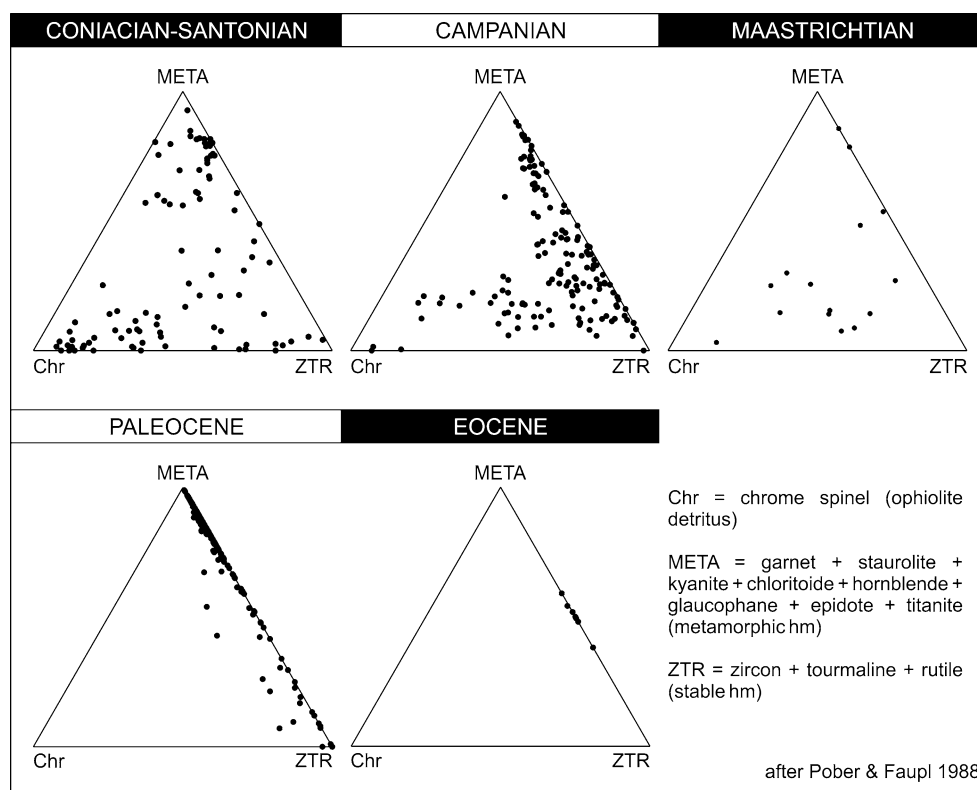 CONIACIAN-SANTONIAN
CAMPANIAN
MAASTRICHTIAN
META
META
META
Chr
ZTR
Chr
ZTR
Chr
ZTR
PALEOCENE
EOCENE
META
META
Chr
ZTR
Chr
ZTR
Chr = chrome spinel (ophiolite
detritus)
META = garnet + staurolite +
kyanite + chloritoide + hornblende +
glaucophane + epidote + titanite
(metamorphic hm)
ZTR = zircon + tourmaline + rutile
(stable hm)
after Pober & Faupl 1988